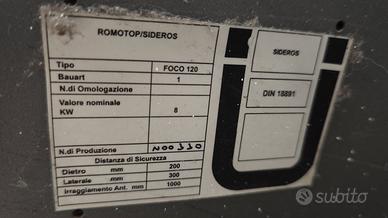 ROMOTOP/SIDEROS
Tipo FOCO 120
Bauart 1
N.di Omologazione
Valore nominale
KW 8
N.di Produzione
Distanza di Sicurezza
Dietro mm 200
Laterale mm 300
irraggiamento Ant. mm 1000
SIDEROS
DIN 18891
subito